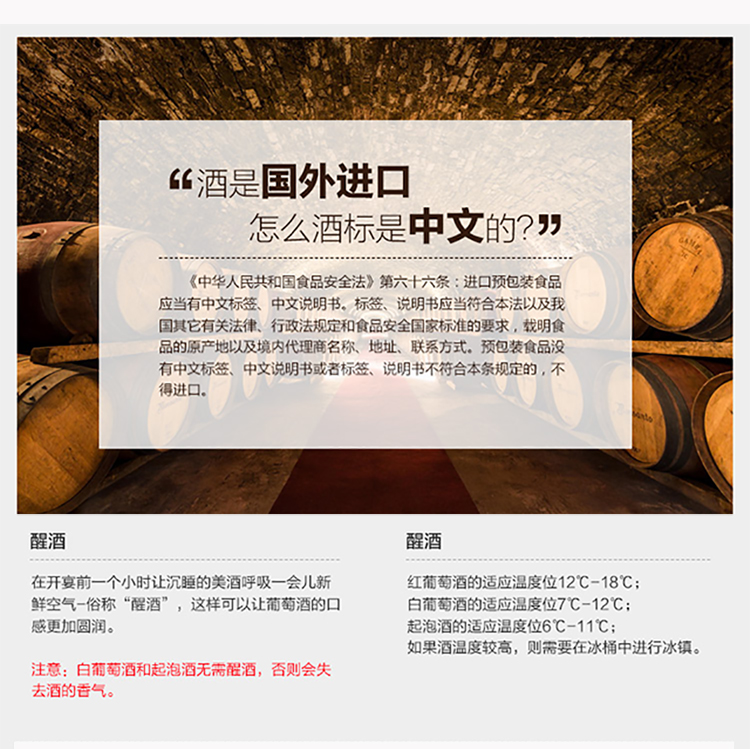 “酒是国外进口
怎么酒标是中文的?”
《中华人民共和国食品安全法》第六十六条：进口预包装食品
应当有中文标签、中文说明书。标签、说明书应当符合本法以及我
国其它有关法律、行政法规定和食品安全国家标准的要求，载明食
品的原产地以及境内代理商名称、地址、联系方式。预包装食品没
有中文标签、中文说明书或者标签、说明书不符合本条规定的，不
得进口。
醒酒
在开宴前一个小时让沉睡的美酒呼吸一会儿新
鲜空气-俗称“醒酒”，这样可以让葡萄酒的口
感更加圆润。
注意：白葡萄酒和起泡酒无需醒酒，否则会失
去酒的香气。
醒酒
红葡萄酒的适应温度位12℃-18℃；
白葡萄酒的适应温度位7℃-12℃；
起泡酒的适应温度位6℃-11℃；
如果酒温度较高，则需要在冰桶中进行冰镇。